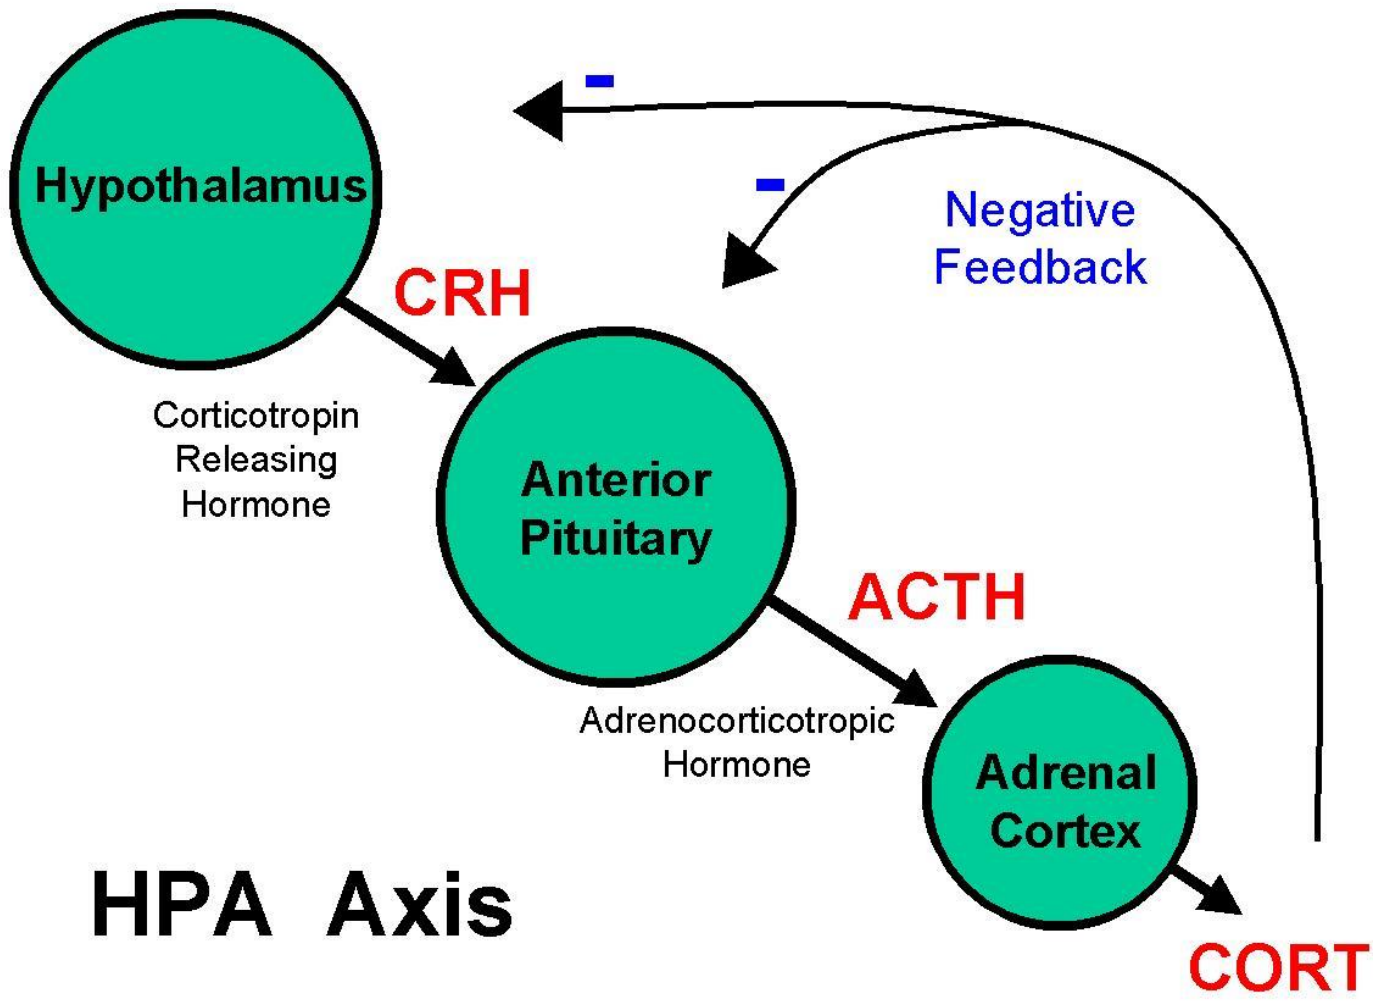 Hypothalamus
CRH
Corticotropin
Releasing
Hormone
-
-
Negative
Feedback
Anterior
Pituitary
ACTH
Adrenocorticotropic
Hormone
Adrenal
Cortex
CORT
HPA Axis